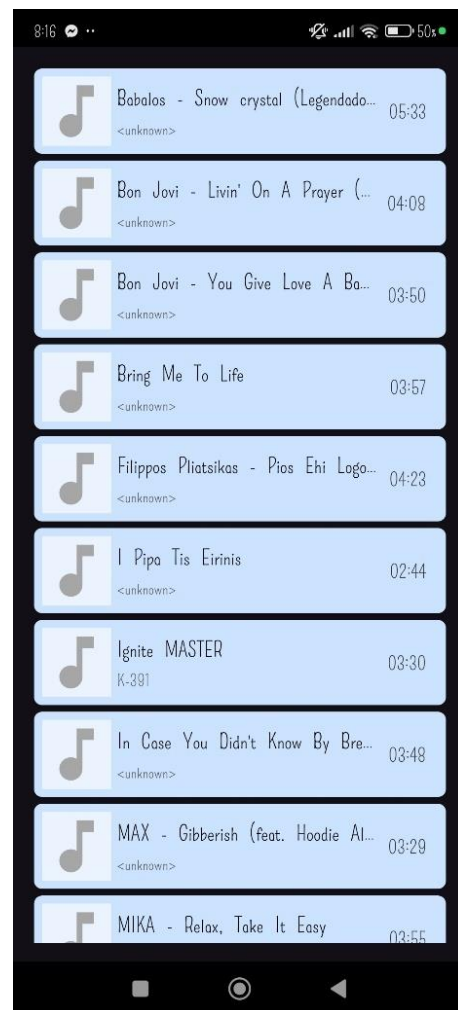 8:16
50%
Babalos - Snow crystal (Legendado...
05:33
<unknown>
Bon Jovi - Livin' On A Prayer (...
04:08
<unknown>
Bon Jovi - You Give Love A Ba...
03:50
<unknown>
Bring Me To Life
03:57
<unknown>
Filippos Pliatsikas - Pios Ehi Logo...
04:23
<unknown>
I Pipa Tis Eirinis
02:44
<unknown>
Ignite MASTER
03:30
K-391
In Case You Didn't Know By Bre...
03:48
<unknown>
MAX - Gibberish (feat. Hoodie Al...
03:29
<unknown>
MIKA - Relax, Take It Easy
03:55